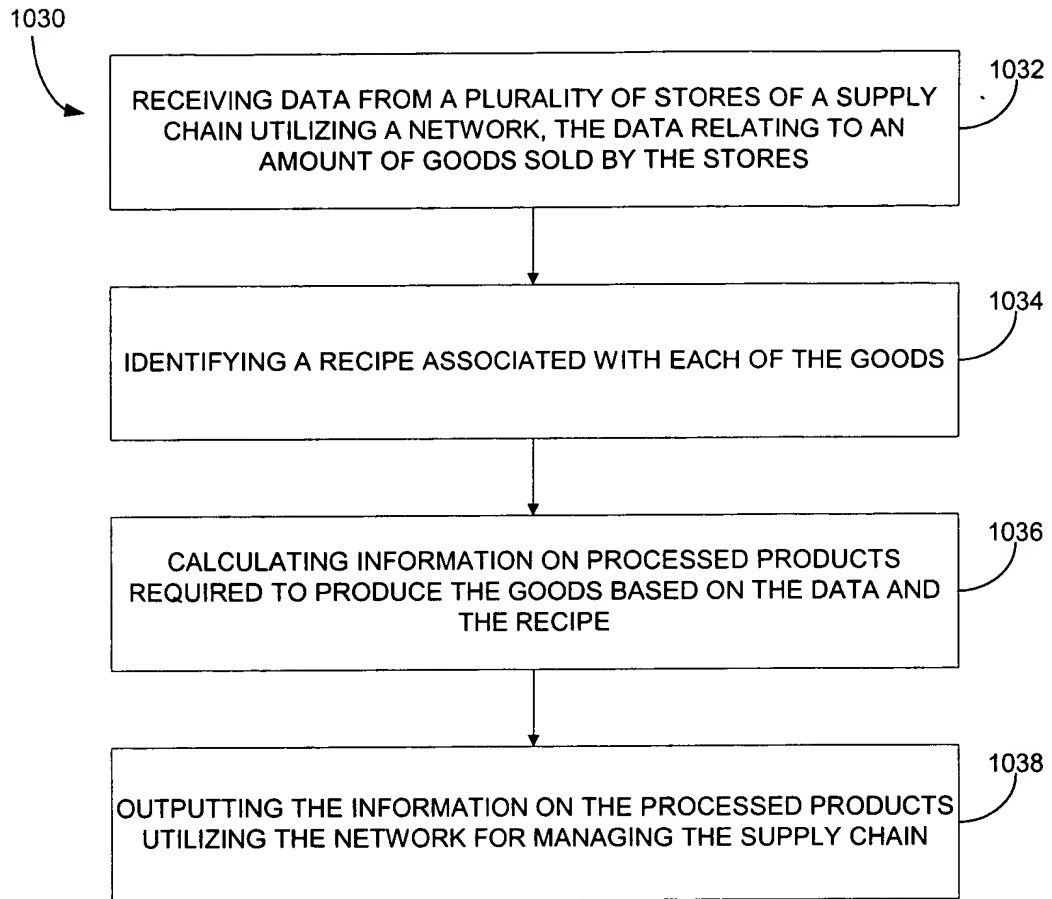 1030
1032
RECEIVING DATA FROM A PLURALITY OF STORES OF A SUPPLY
CHAIN UTILIZING A NETWORK, THE DATA RELATING TO AN
AMOUNT OF GOODS SOLD BY THE STORES
1034
IDENTIFYING A RECIPE ASSOCIATED WITH EACH OF THE GOODS
1036
CALCULATING INFORMATION ON PROCESSED PRODUCTS
REQUIRED TO PRODUCE THE GOODS BASED ON THE DATA AND
THE RECIPE
1038
OUTPUTTING THE INFORMATION ON THE PROCESSED PRODUCTS
UTILIZING THE NETWORK FOR MANAGING THE SUPPLY CHAIN